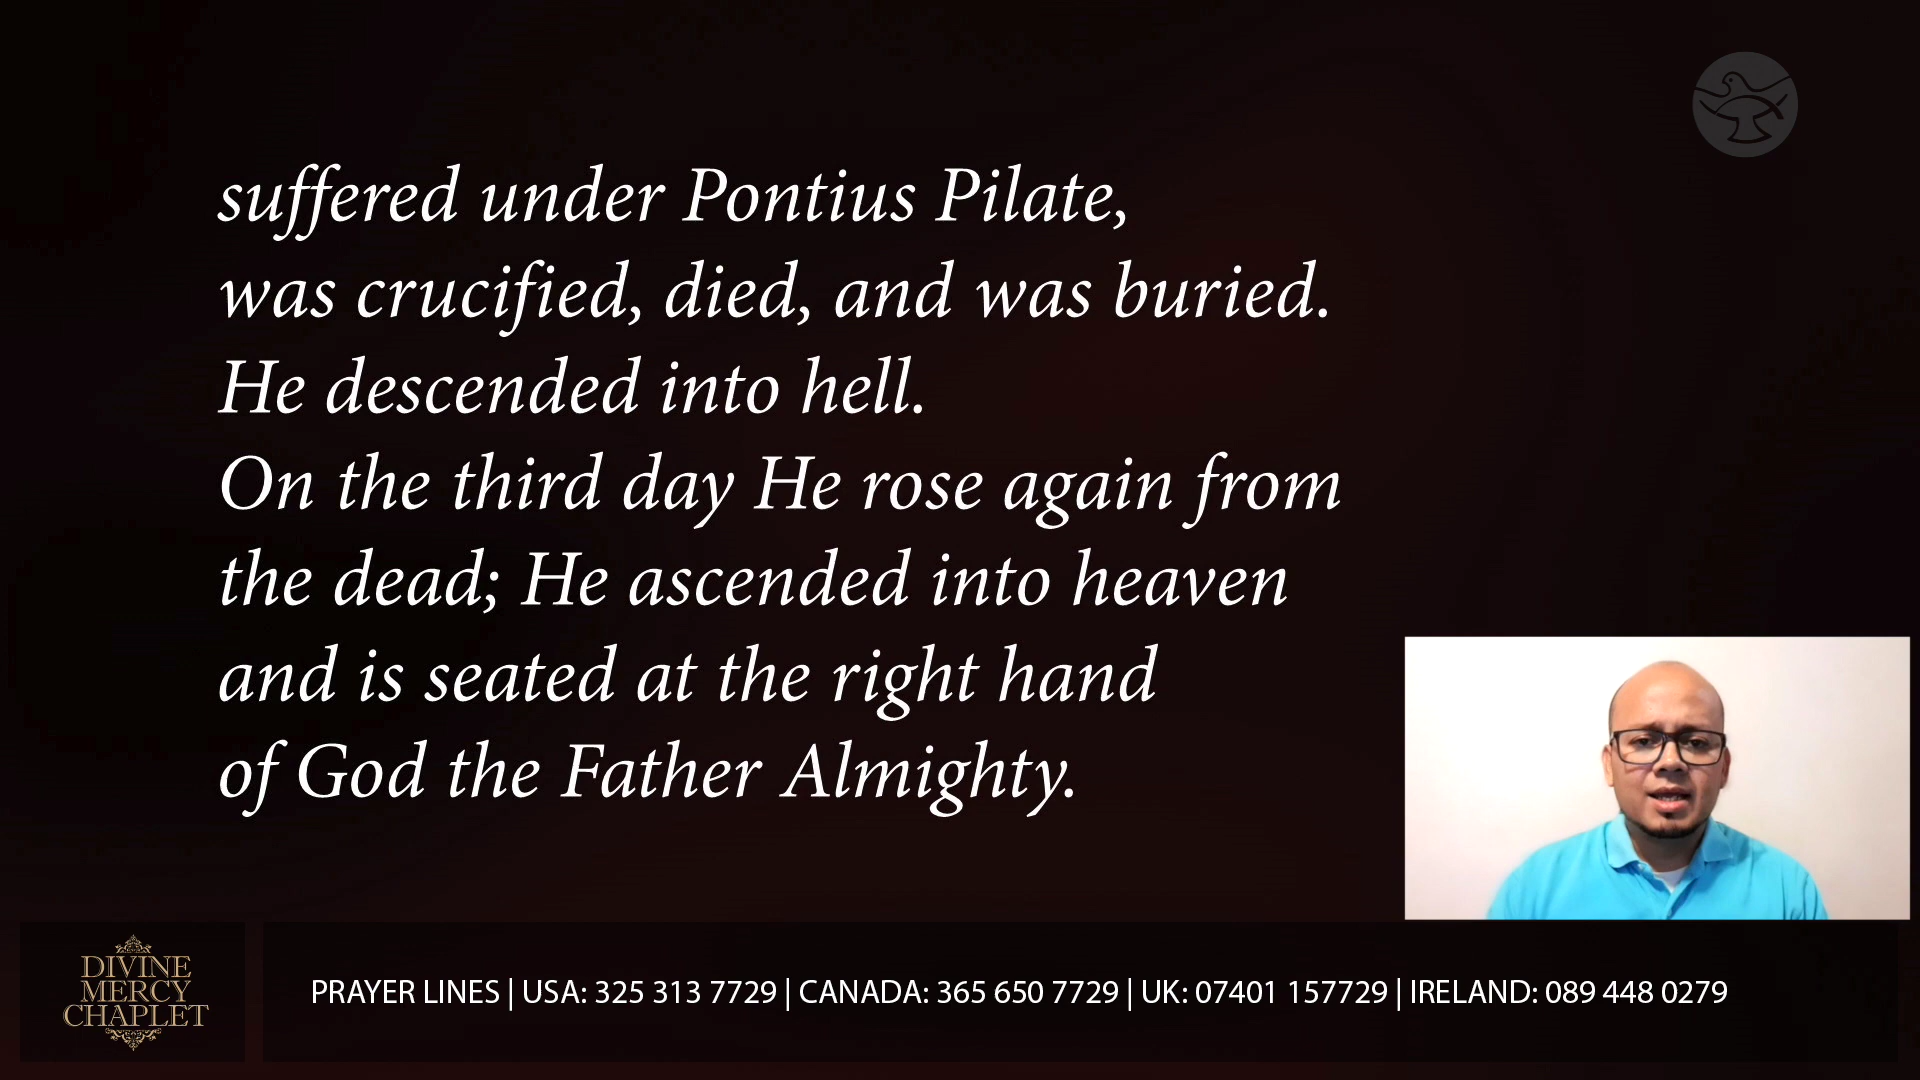 suffered under Pontius Pilate,
was crucified, died, and was buried.
He descended into hell.
On the third day He rose again from
the dead; He ascended into heaven
and is seated at the right hand
of God the Father Almighty.
DIVINE
MERCY
CHAPLET
PRAYER LINES | USA: 325 313 7729 | CANADA: 365 650 7729 | UK: 07401 157729 | IRELAND: 089 448 0279